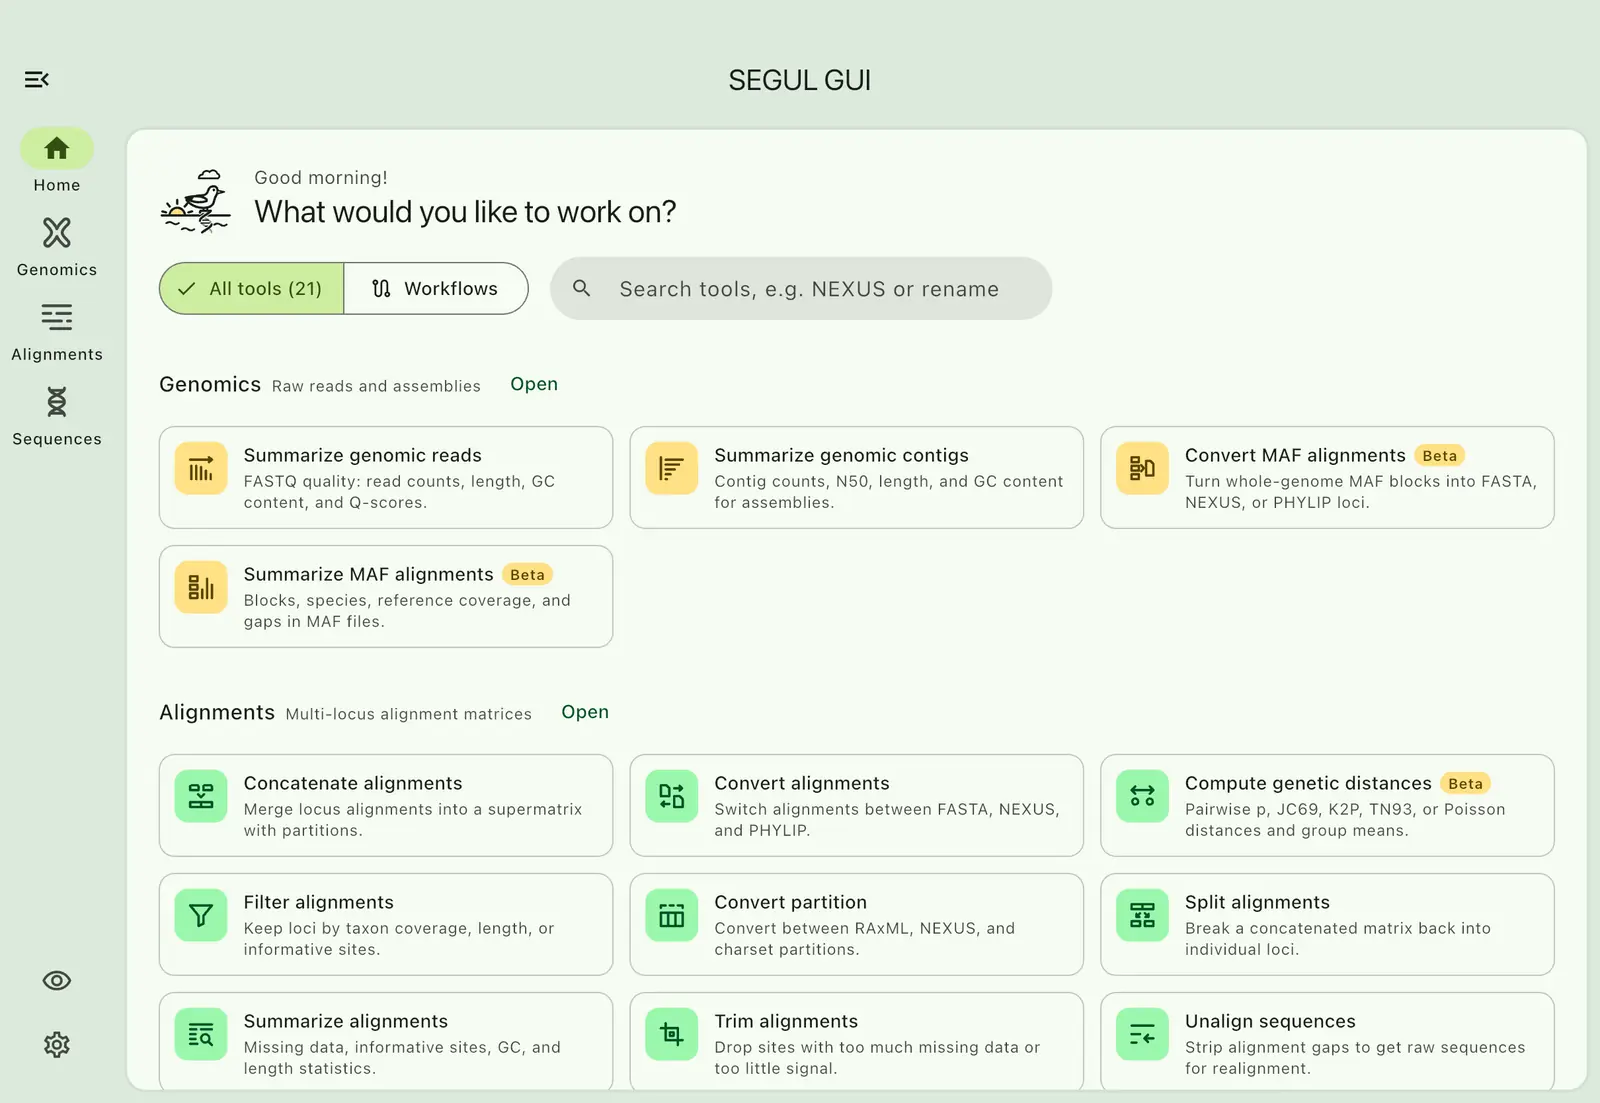 SEGUL GUI
Home
Genomics
Alignments
Sequences
Good morning!
What would you like to work on?
All tools (21)
Workflows
Search tools, e.g. NEXUS or rename
Genomics Raw reads and assemblies Open
Summarize genomic reads
FASTQ quality: read counts, length, GC
content, and Q-scores.
Summarize genomic contigs
Contig counts, N50, length, and GC content
for assemblies.
Convert MAF alignments Beta
Turn whole-genome MAF blocks into FASTA,
NEXUS, or PHYLIP loci.
Summarize MAF alignments Beta
Blocks, species, reference coverage, and
gaps in MAF files.
Alignments Multi-locus alignment matrices Open
Concatenate alignments
Merge locus alignments into a supermatrix
with partitions.
Convert alignments
Switch alignments between FASTA, NEXUS,
and PHYLIP.
Compute genetic distances Beta
Pairwise p, JC69, K2P, TN93, or Poisson
distances and group means.
Filter alignments
Keep loci by taxon coverage, length, or
informative sites.
Convert partition
Convert between RAxML, NEXUS, and
charset partitions.
Split alignments
Break a concatenated matrix back into
individual loci.
Summarize alignments
Missing data, informative sites, GC, and
length statistics.
Trim alignments
Drop sites with too much missing data or
too little signal.
Unalign sequences
Strip alignment gaps to get raw sequences
for realignment.